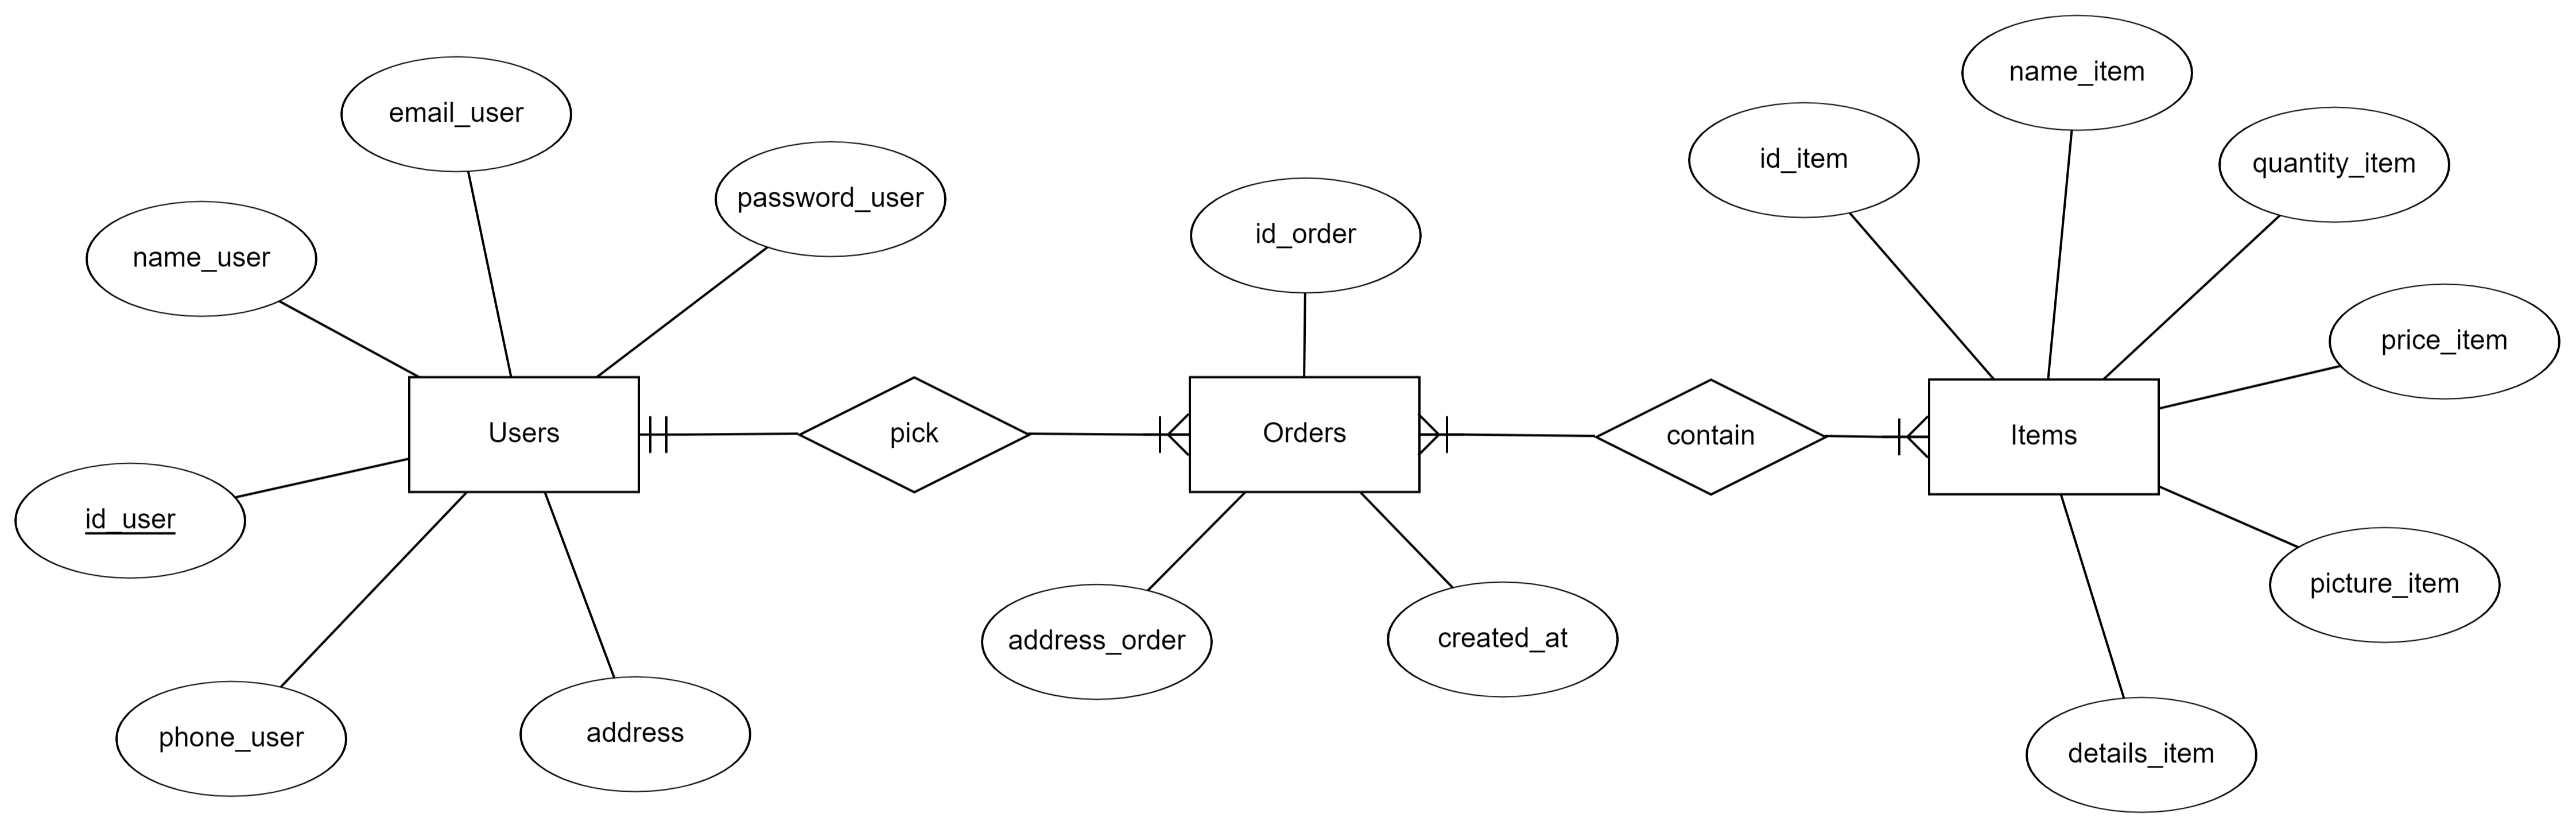 name_item
email_user
id_item
quantity_item
password_user
id_order
name_user
price_item
Users
pick
Orders
contain
Items
id_user
picture_item
address_order
created_at
phone_user
address
details_item